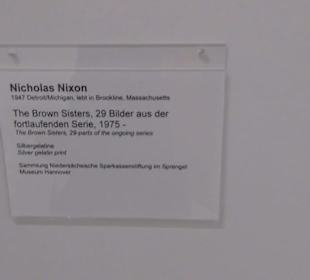 Nicholas Nixon
1947 Detroit/Michigan, lebt in Brookline, Massachusetts
The Brown Sisters, 29 Bilder aus der
fortlaufenden Serie, 1975 -
The Brown Sisters, 29 parts of the ongoing series
Silbergelatine
Silver gelatin print
Sammlung Niedersächsische Sparkassenstiftung im Sprengel
Museum Hannover